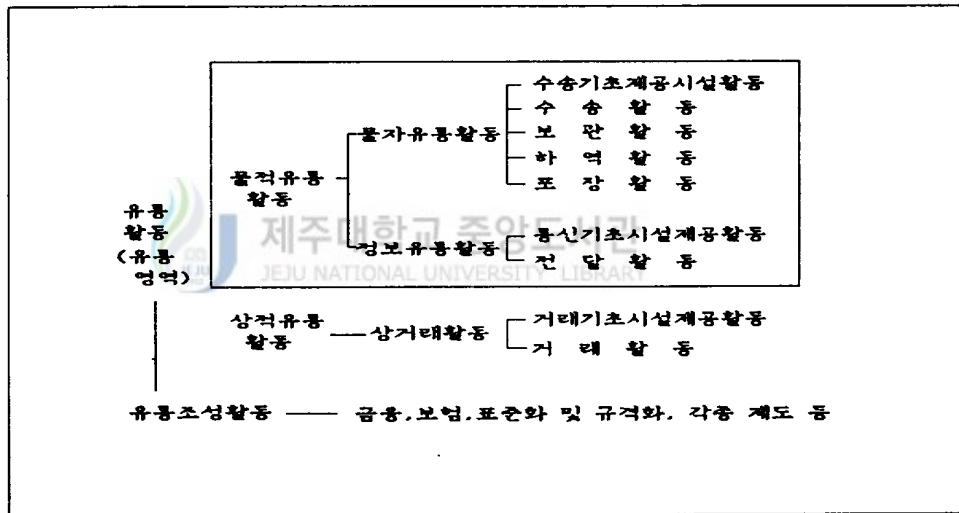 수송기초제공시설활동
수 송 활 동
물자유통활동
보 관 활 동
하 역 활 동
포 장 활 동
물적유통
활동
유통
활동
(유통
영역)
제주대학교 중앙도서관
JEJU NATIONAL UNIVERSITY LIBRARY
정보유통활동
통신기초시설제공활동
전 달 활 동
상적유통
활동
상거래활동
거래기초시설제공활동
거 래 활 동
유통조성활동
금융,보험,표준화 및 규격화, 각종 제도 등